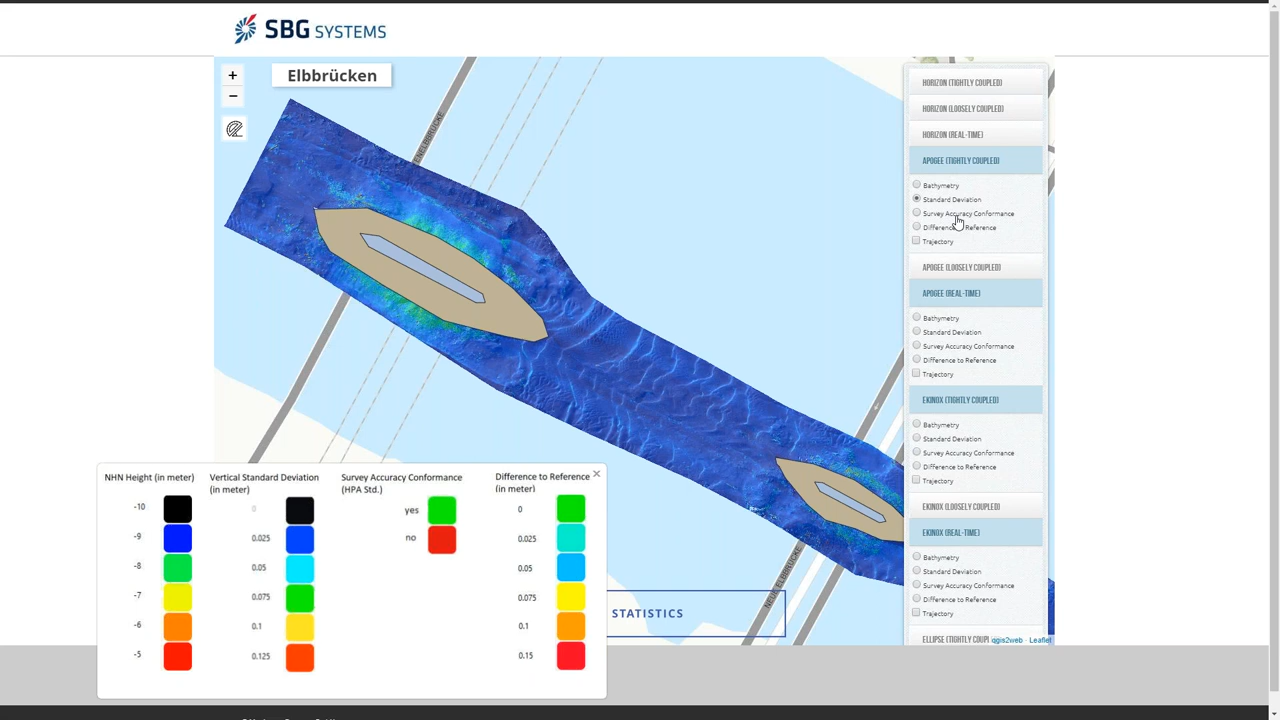 SBG SYSTEMS
+
Elbbrücken
−
HORIZON (TIGHTLY COUPLED)
HORIZON (LOOSELY COUPLED)
HORIZON (REAL-TIME)
APOGEE (TIGHTLY COUPLED)
Bathymetry
Standard Deviation
Survey Accuracy Conformance
Difference to Reference
Trajectory
APOGEE (LOOSELY COUPLED)
APOGEE (REAL-TIME)
Bathymetry
Standard Deviation
Survey Accuracy Conformance
Difference to Reference
Trajectory
EKINOX (TIGHTLY COUPLED)
Bathymetry
Standard Deviation
Survey Accuracy Conformance
Difference to Reference
Trajectory
EKINOX (LOOSELY COUPLED)
EKINOX (REAL-TIME)
Bathymetry
Standard Deviation
Survey Accuracy Conformance
Difference to Reference
Trajectory
ELLIPSE (TIGHTLY COUPL
qgis2web · Leaflet
NEUE ELBBRÜCKE
STATISTICS
NHN Height (in meter)
-10
-9
-8
-7
-6
-5
Vertical Standard Deviation
(in meter)
0
0.025
0.05
0.075
0.1
0.125
Survey Accuracy Conformance
(HPA Std.)
yes
no
Difference to Reference
(in meter)
0
0.025
0.05
0.075
0.1
0.15